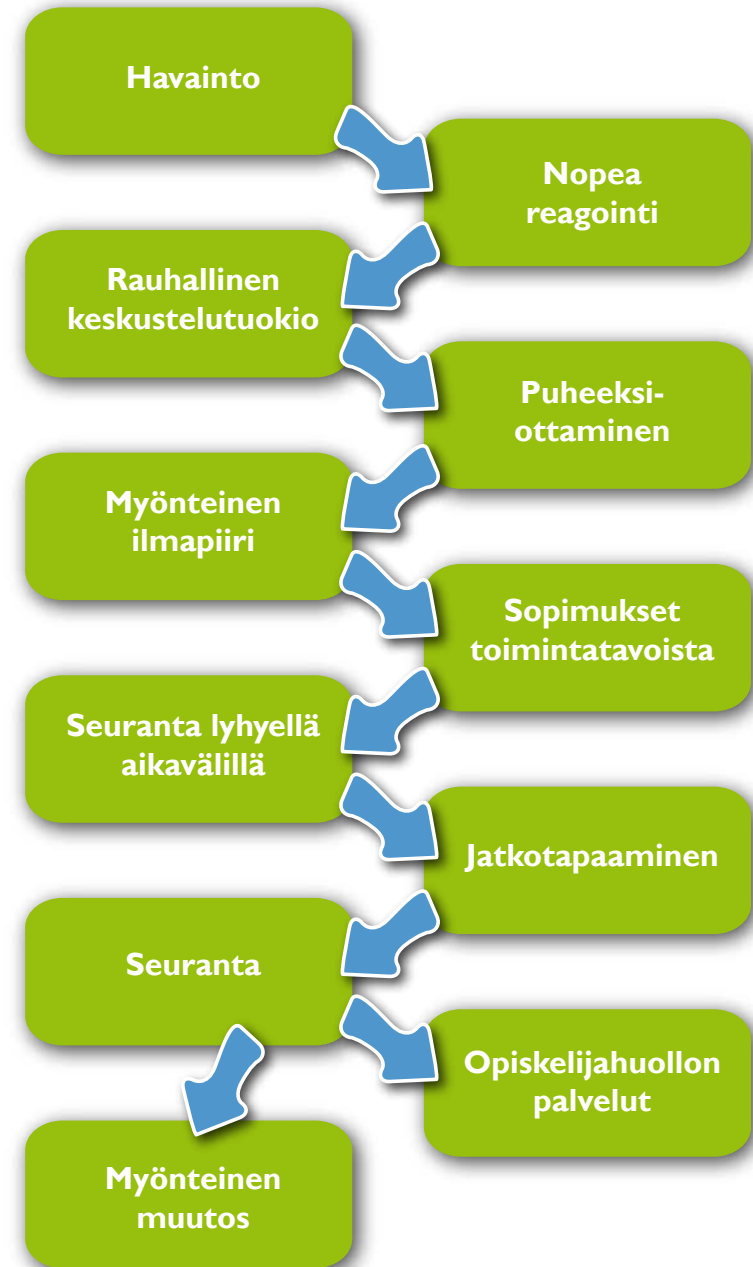 Havainto
Nopea
reagointi
Rauhallinen
keskustelutuokio
Puheeksi-
ottaminen
Myönteinen
ilmapiiri
Sopimukset
toimintatavoista
Seuranta lyhyellä
aikavälillä
Jatkotapaaminen
Seuranta
Opiskelijahuollon
palvelut
Myönteinen
muutos